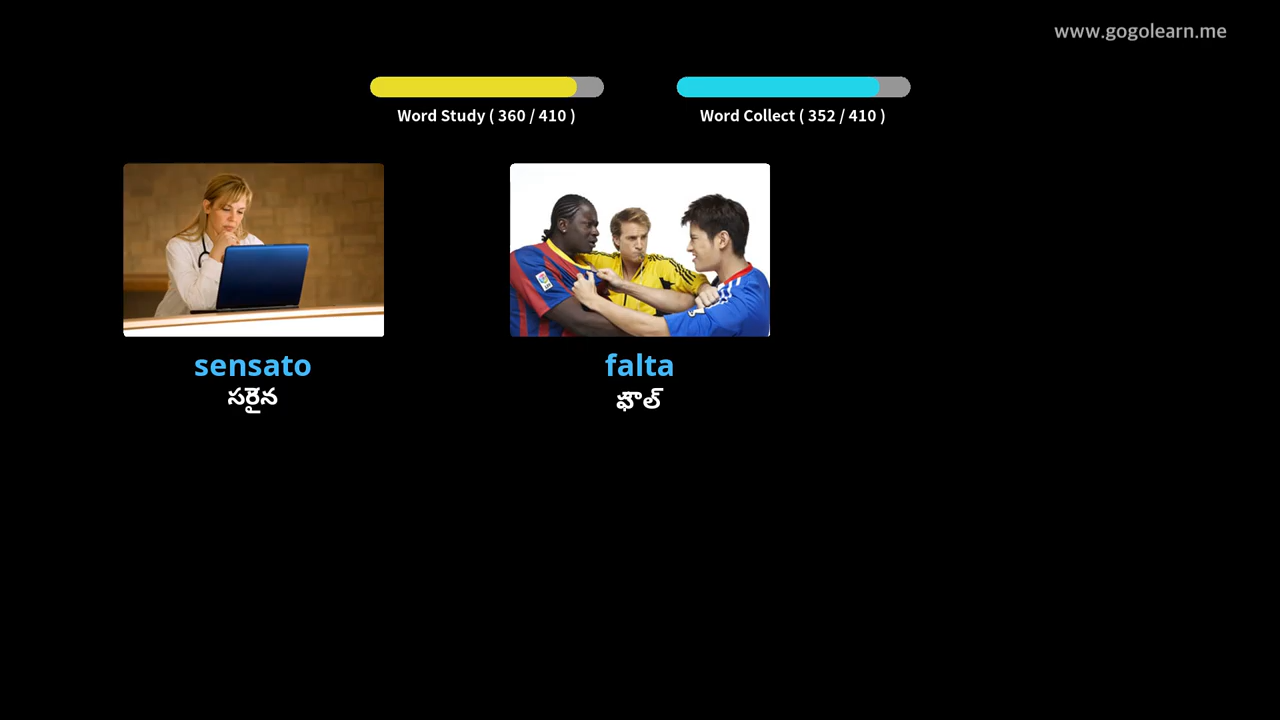 www.gogolearn.me
Word Study ( 360 / 410 )
Word Collect ( 352 / 410 )
sensato
సరైన
falta
ఫౌల్